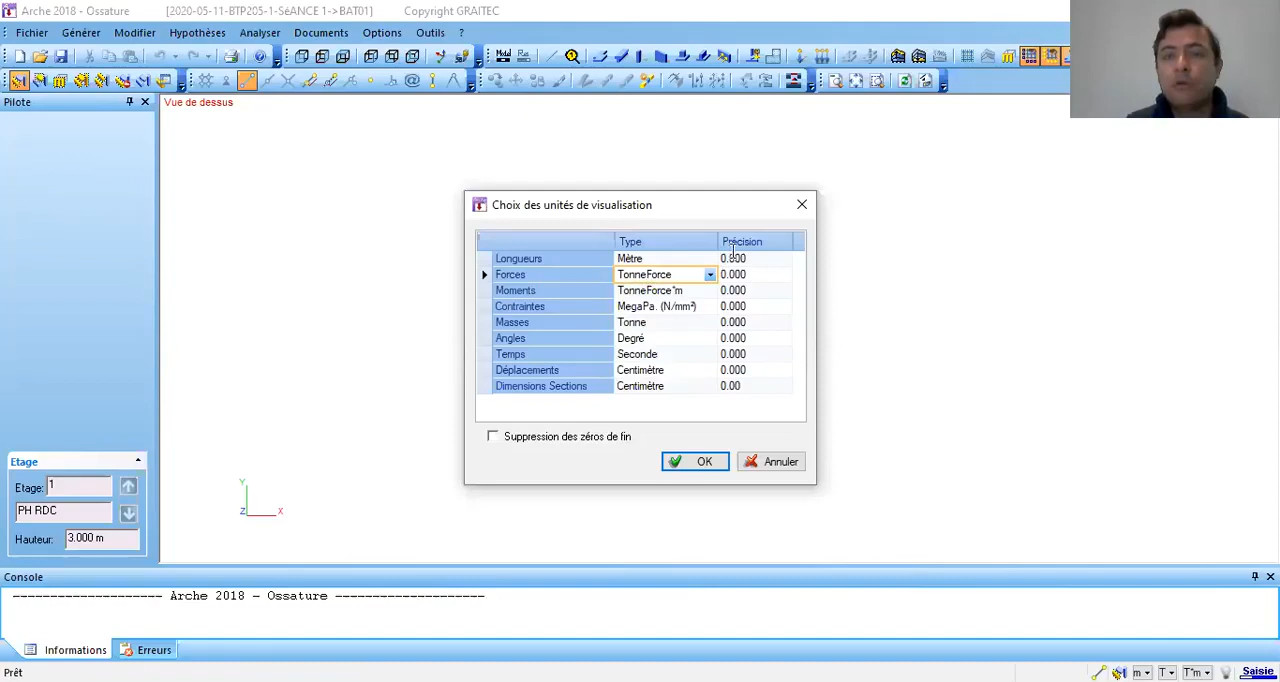 Arche 2018 - Ossature [2020-05-11-BTP205-1-SéANCE 1->BAT01] Copyright GRAITEC
Fichier Générer Modifier Hypothèses Analyser Documents Options Outils ?
Pilote
Vue de dessus
Choix des unités de visualisation
Type Précision
Longueurs Mètre 0.000
Forces TonneForce 0.000
Moments TonneForce*m 0.000
Contraintes MegaPa. (N/mm²) 0.000
Masses Tonne 0.000
Angles Degré 0.000
Temps Seconde 0.000
Déplacements Centimètre 0.000
Dimensions Sections Centimètre 0.00
Suppression des zéros de fin
OK Annuler
Etage
Etage: 1
PH RDC
Hauteur: 3.000 m
Y
Z X
Console
-------------------- Arche 2018 - Ossature --------------------
Informations Erreurs
Prêt m T T*m Saisie